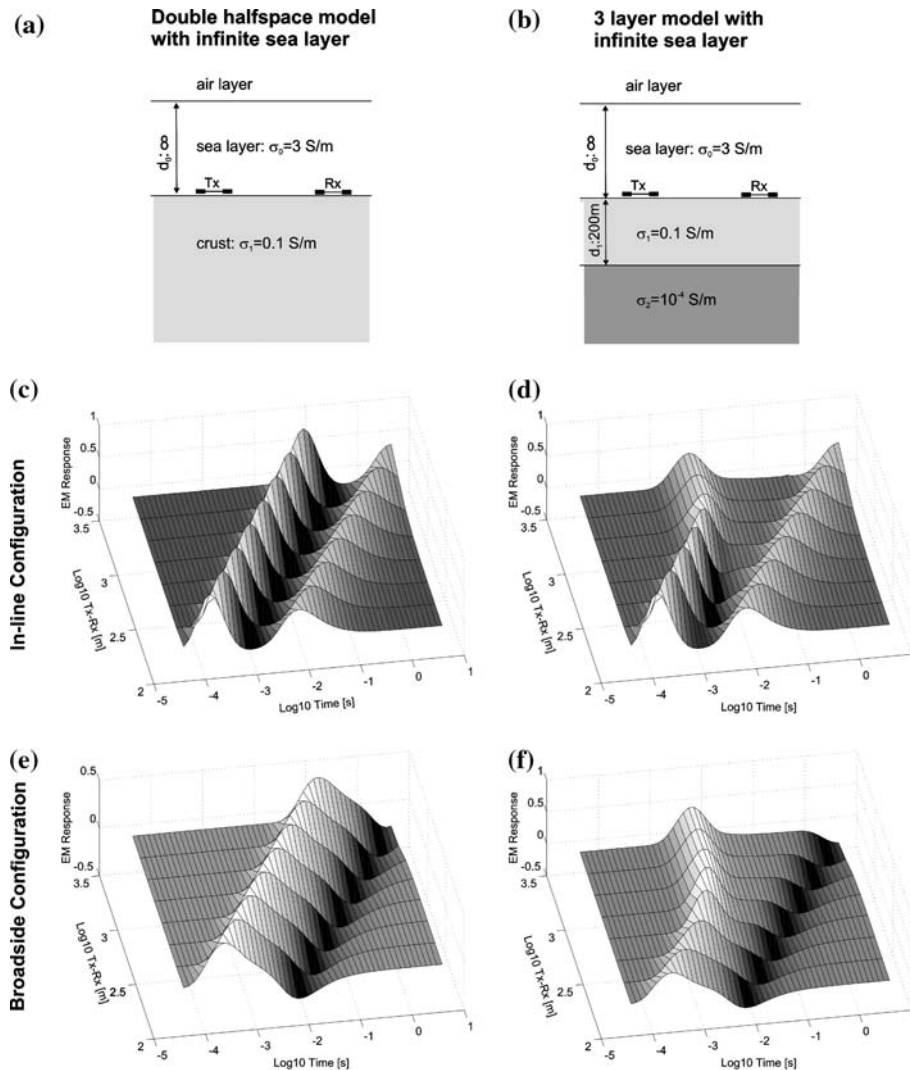 (a)
Double halfspace model
with infinite sea layer
air layer
d₀: ∞
sea layer: σ₀=3 S/m
Tx
Rx
crust: σ₁=0.1 S/m
(b)
3 layer model with
infinite sea layer
air layer
d₀: ∞
sea layer: σ₀=3 S/m
Tx
Rx
d₁:200m
σ₁=0.1 S/m
σ₂=10⁻⁴ S/m
In-line Configuration
(c)
EM Response
1
0.5
0
-0.5
3.5
3
2.5
2
Log10 Tx-Rx [m]
-5
-4
-3
-2
-1
0
1
Log10 Time [s]
(d)
EM Response
1
0.5
0
-0.5
3.5
3
2.5
2
Log10 Tx-Rx [m]
-5
-4
-3
-2
-1
0
Log10 Time [s]
Broadside Configuration
(e)
EM Response
0.5
0
-0.5
3.5
3
2.5
2
Log10 Tx-Rx [m]
-5
-4
-3
-2
-1
0
1
Log10 Time [s]
(f)
EM Response
1
0.5
0
-0.5
3.5
3
2.5
2
Log10 Tx-Rx [m]
-5
-4
-3
-2
-1
0
Log10 Time [s]